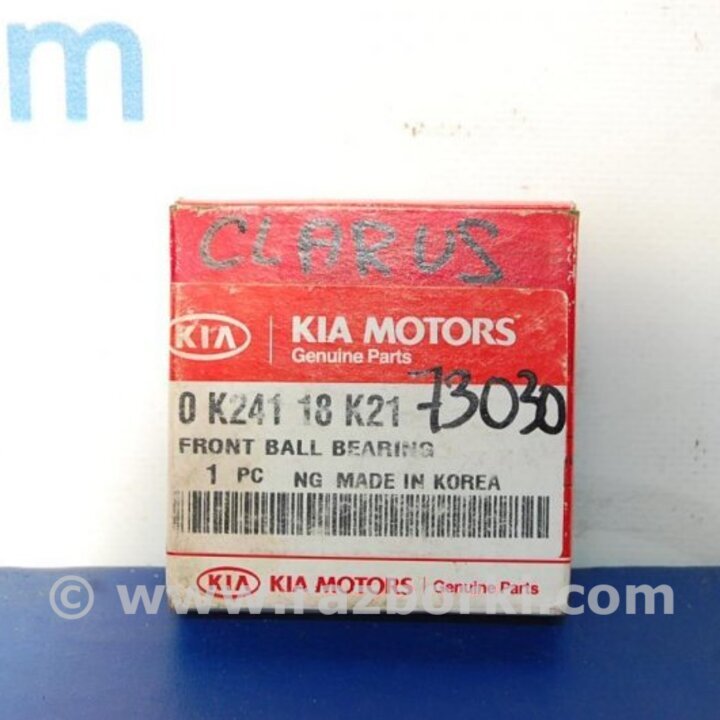 m
CLARUS
KIA KIA MOTORS
Genuine Parts
0 K241 18 K21 73030
FRONT BALL BEARING
1 PC NG MADE IN KOREA
KIA KIA MOTORS Genuine Parts
© www.razborki.com